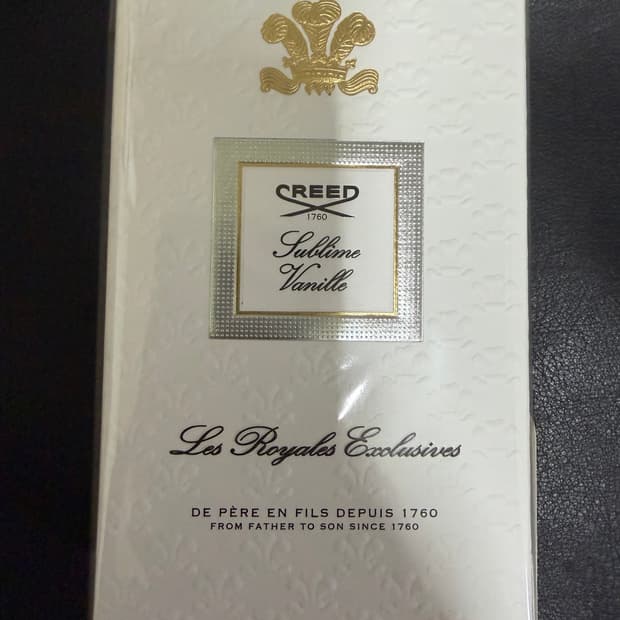 CREED
1760
Sublime
Vanille
Les Royales Exclusives
DE PÈRE EN FILS DEPUIS 1760
FROM FATHER TO SON SINCE 1760